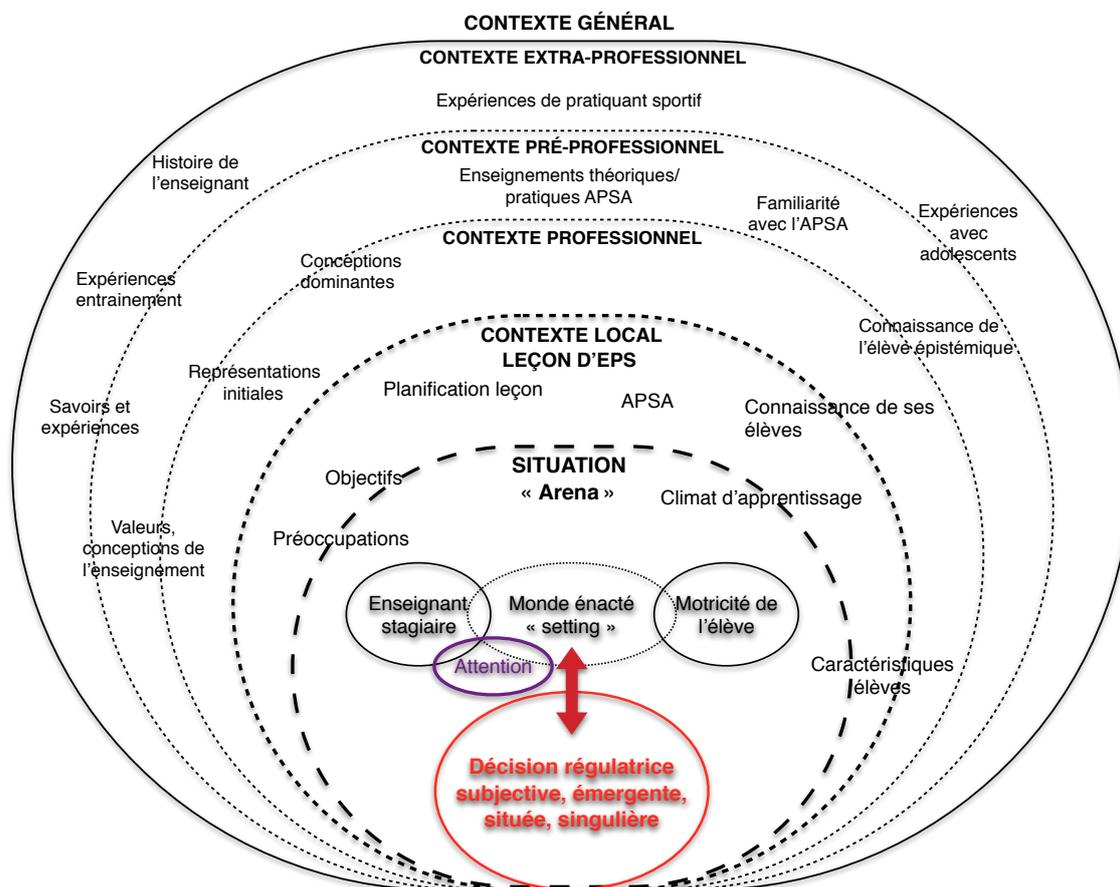 CONTEXTE GÉNÉRAL
CONTEXTE EXTRA-PROFESSIONNEL
Expériences de pratiquant sportif
CONTEXTE PRÉ-PROFESSIONNEL
Histoire de
l'enseignant
Enseignements théoriques/
pratiques APSA
Familiarité
avec l'APSA
Expériences
avec
adolescents
CONTEXTE PROFESSIONNEL
Conceptions
dominantes
Expériences
entrainement
CONTEXTE LOCAL
LEÇON D'EPS
Connaissance de
l'élève épistémique
Représentations
initiales
Planification leçon
APSA
Connaissance de ses
élèves
Savoirs et
expériences
SITUATION
« Arena »
Objectifs
Climat d'apprentissage
Valeurs,
conceptions de
l'enseignement
Préoccupations
Enseignant
stagiaire
Monde énacté
« setting »
Motricité de
l'élève
Attention
Caractéristiques
élèves
Décision régulatrice
subjective, émergente,
située, singulière